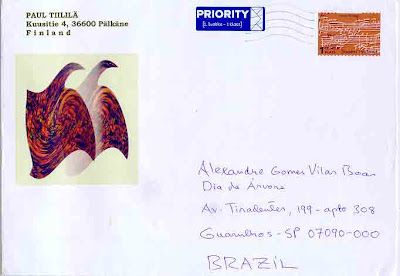 PAUL TIILILÄ
Kuusitie 4, 36600 Pälkäne
Finland
PRIORITY
Alexandre Gomes Vilas Boas
Dia de Árvore
Av. Tiradentes, 199 - apto 308
Guarulhos - SP 07090-000
BRAZIL